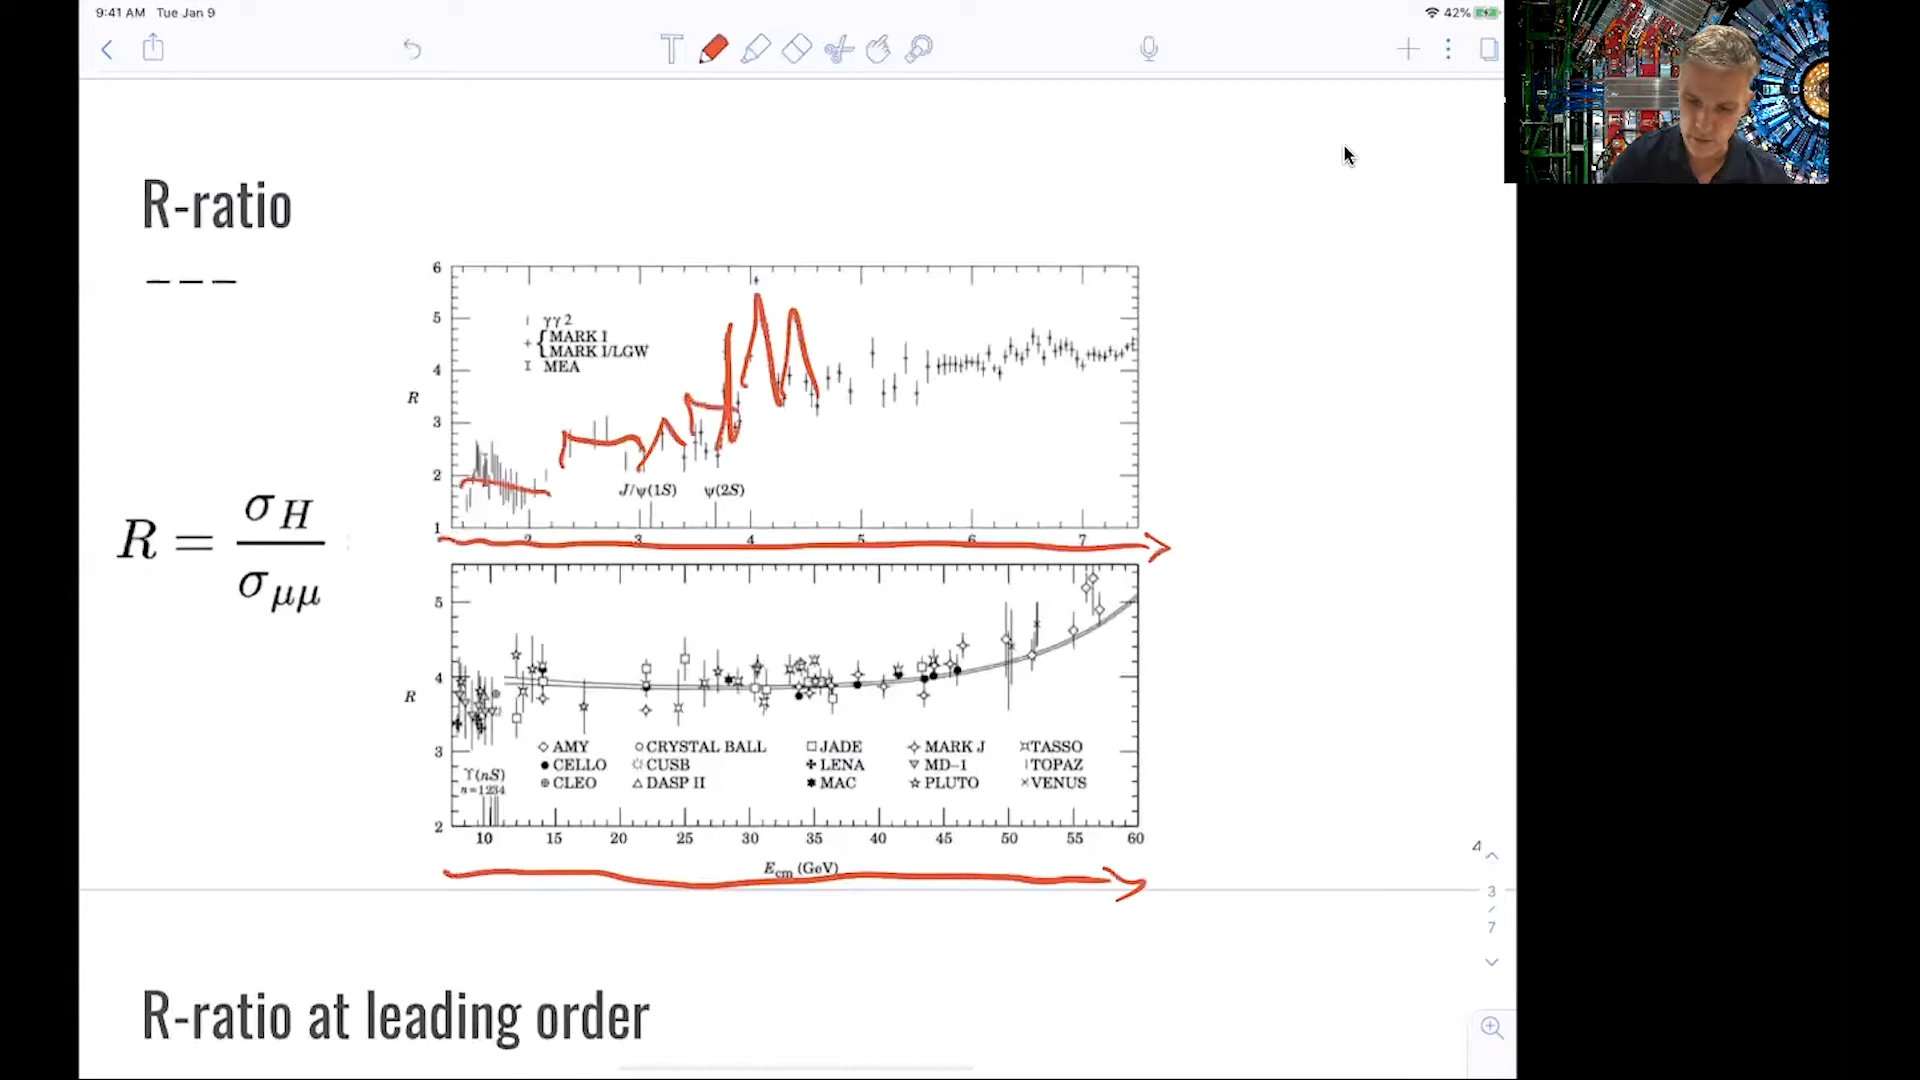 9:41 AM Tue Jan 9
42%
R-ratio
R = σH / σμμ
6
5
4
3
2
1
R
γγ2
MARK I
MARK I/LGW
MEA
J/ψ(1S) ψ(2S)
2 3 4 5 6 7
5
4
3
2
R
AMY CRYSTAL BALL JADE MARK J TASSO
CELLO CUSB LENA MD-1 TOPAZ
CLEO DASP II MAC PLUTO VENUS
ϒ(nS)
n=1234
10 15 20 25 30 35 40 45 50 55 60
Ecm (GeV)
4
3
/
7
R-ratio at leading order